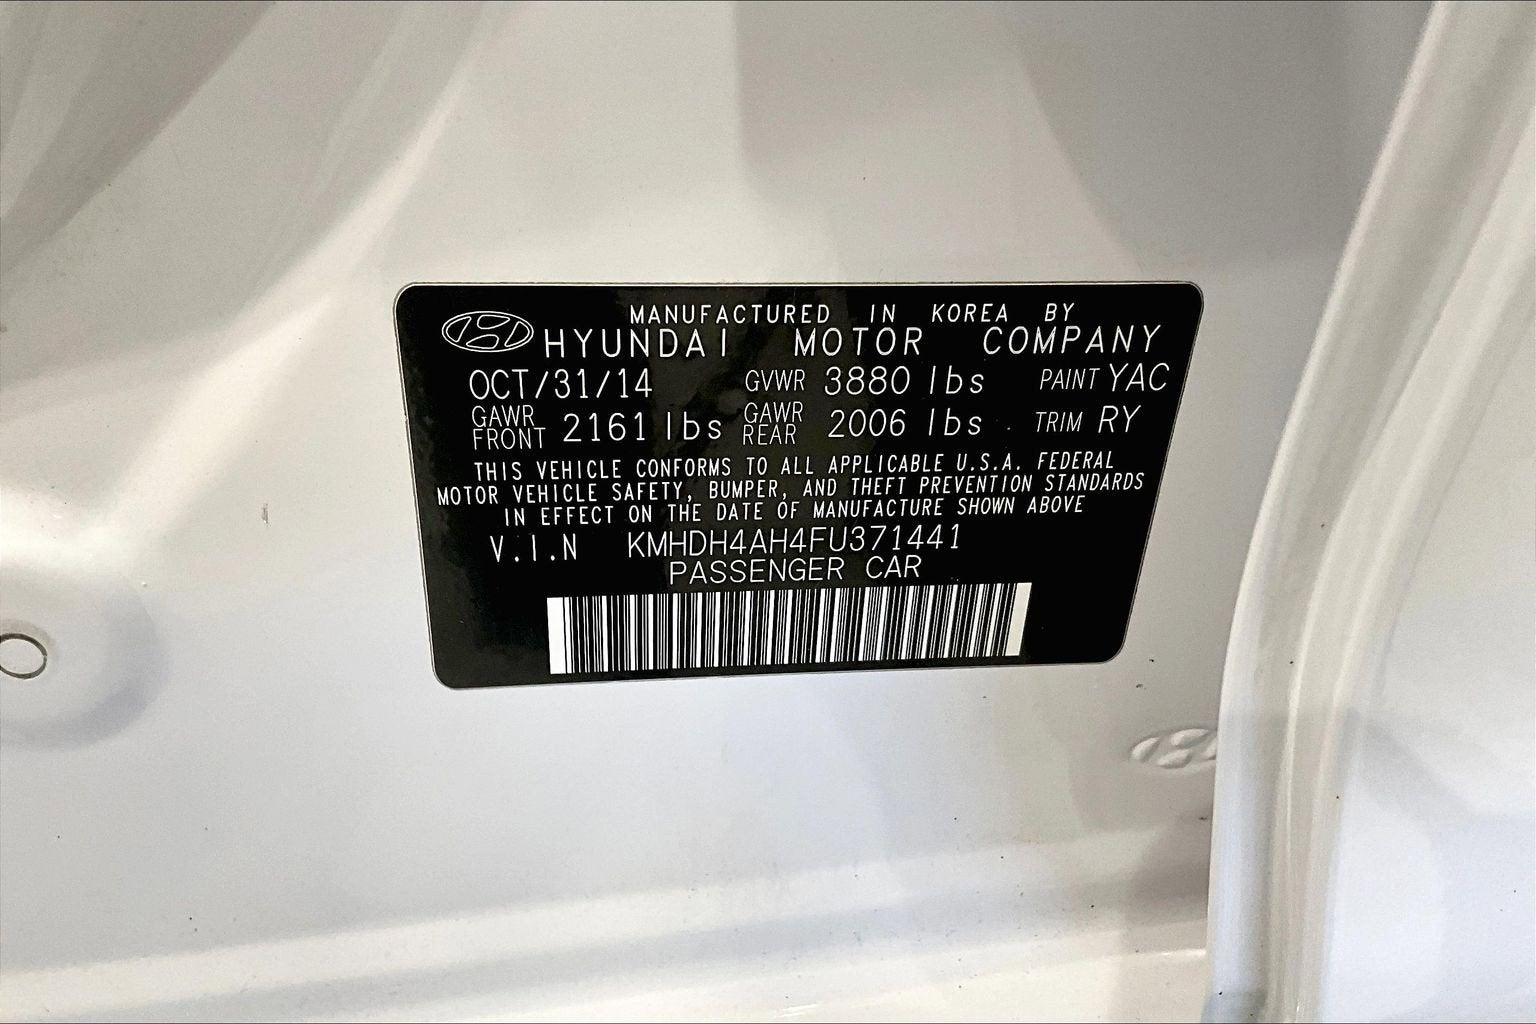 MANUFACTURED IN KOREA BY
HYUNDAI MOTOR COMPANY
OCT/31/14 GVWR 3880 lbs PAINT YAC
GAWR FRONT 2161 lbs GAWR REAR 2006 lbs TRIM RY
THIS VEHICLE CONFORMS TO ALL APPLICABLE U.S.A. FEDERAL
MOTOR VEHICLE SAFETY, BUMPER, AND THEFT PREVENTION STANDARDS
IN EFFECT ON THE DATE OF MANUFACTURE SHOWN ABOVE
V.I.N KMHDH4AH4FU371441
PASSENGER CAR